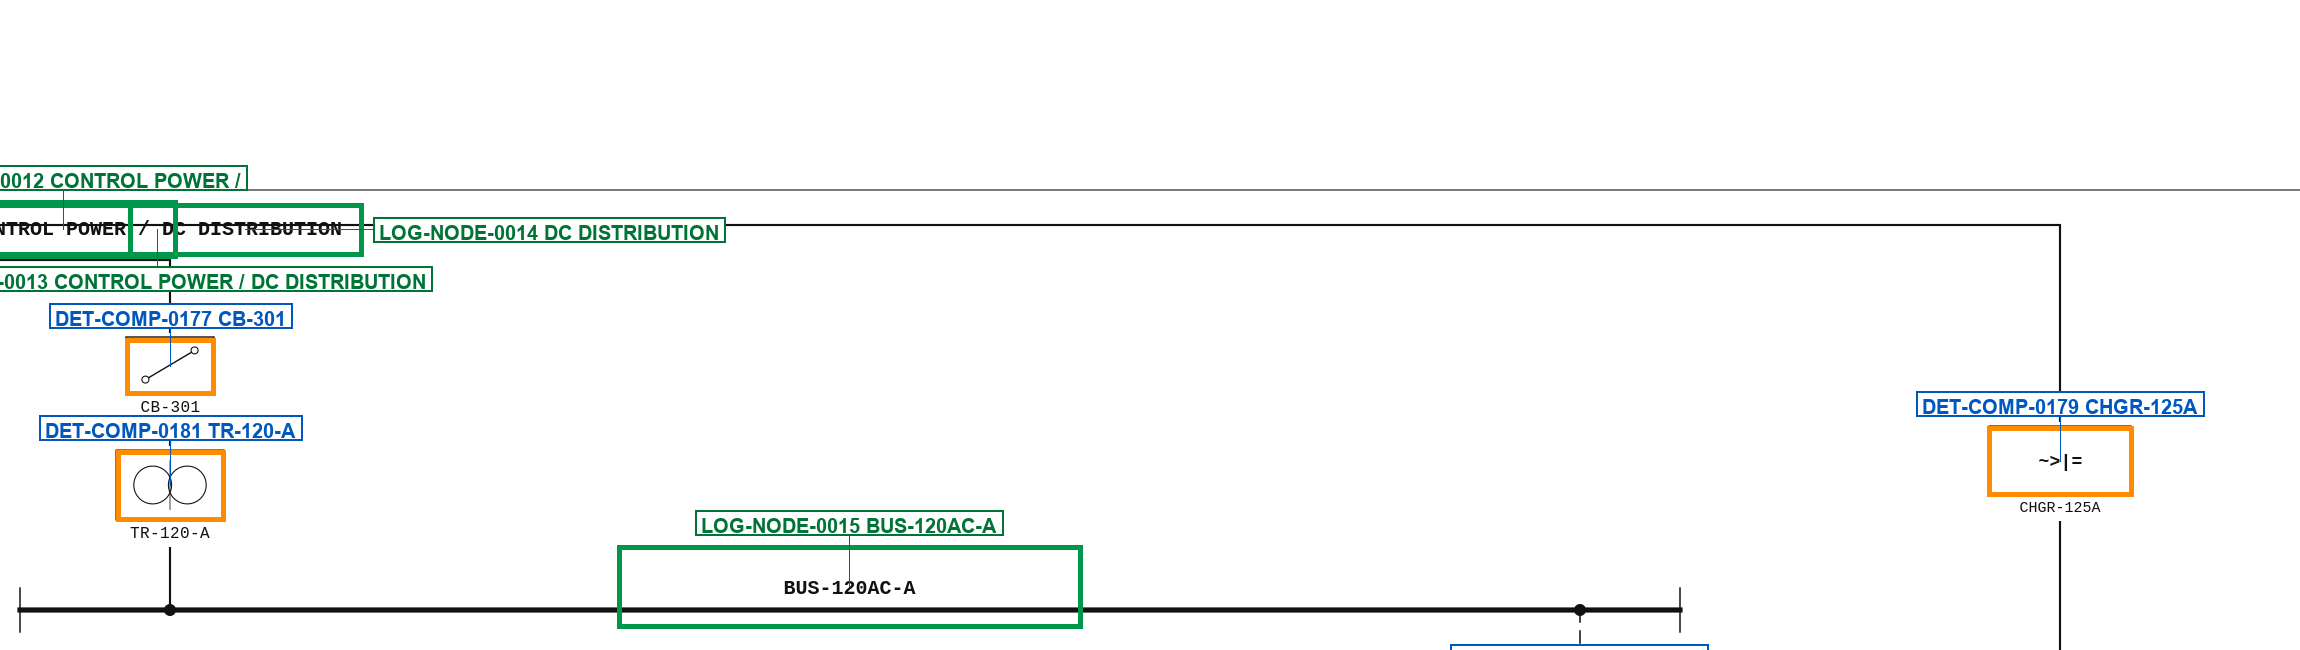 0012 CONTROL POWER /
NTROL POWER / DC DISTRIBUTION
LOG-NODE-0014 DC DISTRIBUTION
-0013 CONTROL POWER / DC DISTRIBUTION
DET-COMP-0177 CB-301
CB-301
DET-COMP-0179 CHGR-125A
~>|=
CHGR-125A
DET-COMP-0181 TR-120-A
TR-120-A
LOG-NODE-0015 BUS-120AC-A
BUS-120AC-A